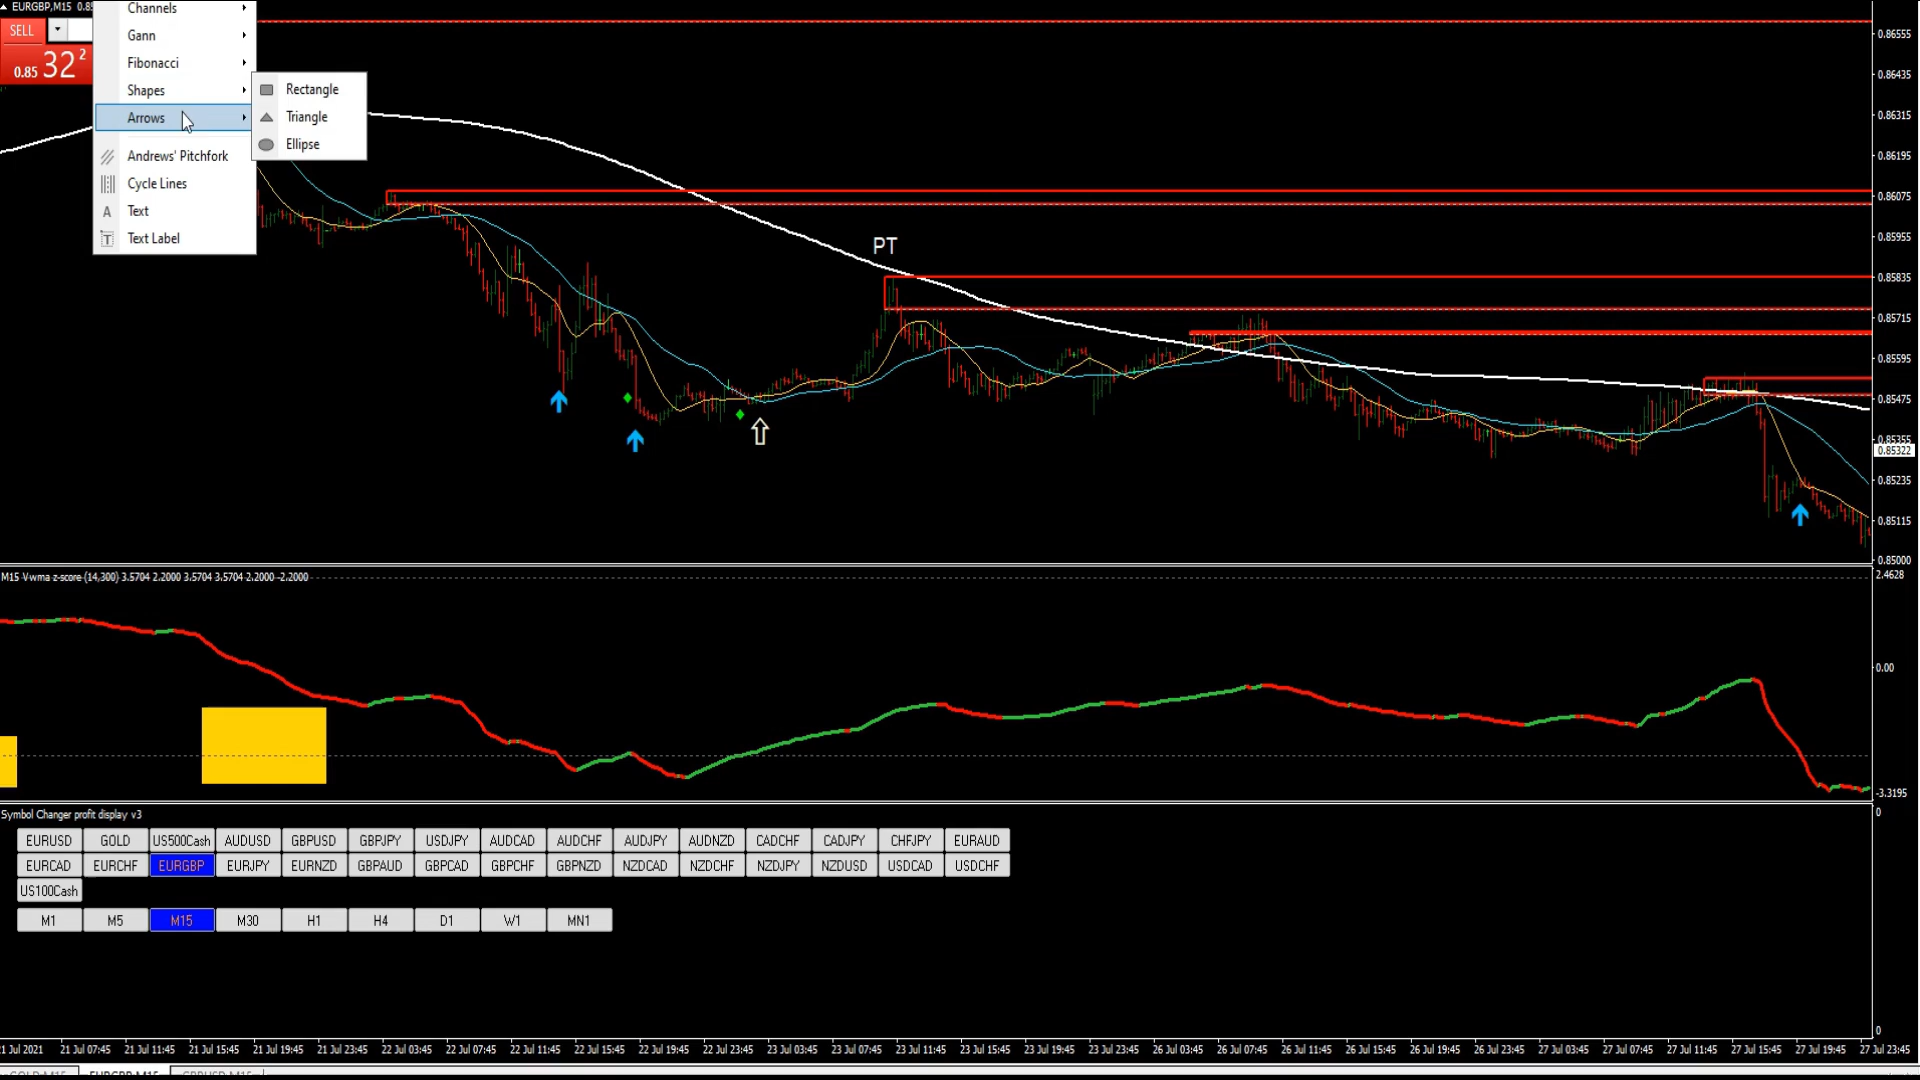 EURGBP,M15 0.85
SELL
0.85 32 2
Channels
Gann
Fibonacci
Shapes
Arrows
Andrews' Pitchfork
Cycle Lines
Text
Text Label
Rectangle
Triangle
Ellipse
PT
0.86555
0.86435
0.86315
0.86195
0.86075
0.85955
0.85835
0.85715
0.85595
0.85475
0.85355
0.85322
0.85235
0.85115
0.85000
M15 Vwma z-score (14,300) 3.5704 2.2000 3.5704 3.5704 2.2000 -2.2000
2.4628
0.00
-3.3195
Symbol Changer profit display v3
0
EURUSD GOLD US500Cash AUDUSD GBPUSD GBPJPY USDJPY AUDCAD AUDCHF AUDJPY AUDNZD CADCHF CADJPY CHFJPY EURAUD
EURCAD EURCHF EURGBP EURJPY EURNZD GBPAUD GBPCAD GBPCHF GBPNZD NZDCAD NZDCHF NZDJPY NZDUSD USDCAD USDCHF
US100Cash
M1 M5 M15 M30 H1 H4 D1 W1 MN1
0
1 Jul 2021 21 Jul 07:45 21 Jul 11:45 21 Jul 15:45 21 Jul 19:45 21 Jul 23:45 22 Jul 03:45 22 Jul 07:45 22 Jul 11:45 22 Jul 15:45 22 Jul 19:45 22 Jul 23:45 23 Jul 03:45 23 Jul 07:45 23 Jul 11:45 23 Jul 15:45 23 Jul 19:45 23 Jul 23:45 26 Jul 03:45 26 Jul 07:45 26 Jul 11:45 26 Jul 15:45 26 Jul 19:45 26 Jul 23:45 27 Jul 03:45 27 Jul 07:45 27 Jul 11:45 27 Jul 15:45 27 Jul 19:45 27 Jul 23:45
GOLD,M15 EURGBP,M15 GBPUSD,M15